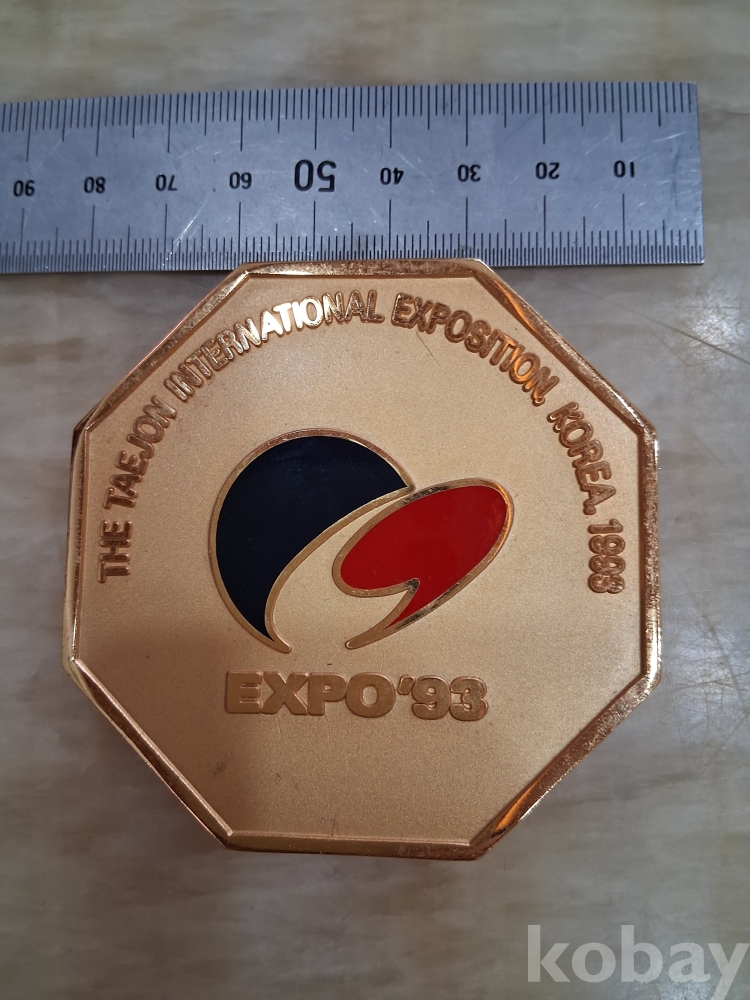 90 80 70 60 50 40 30 20 10
THE TAEJON INTERNATIONAL EXPOSITION, KOREA, 1993
EXPO'93
kobay